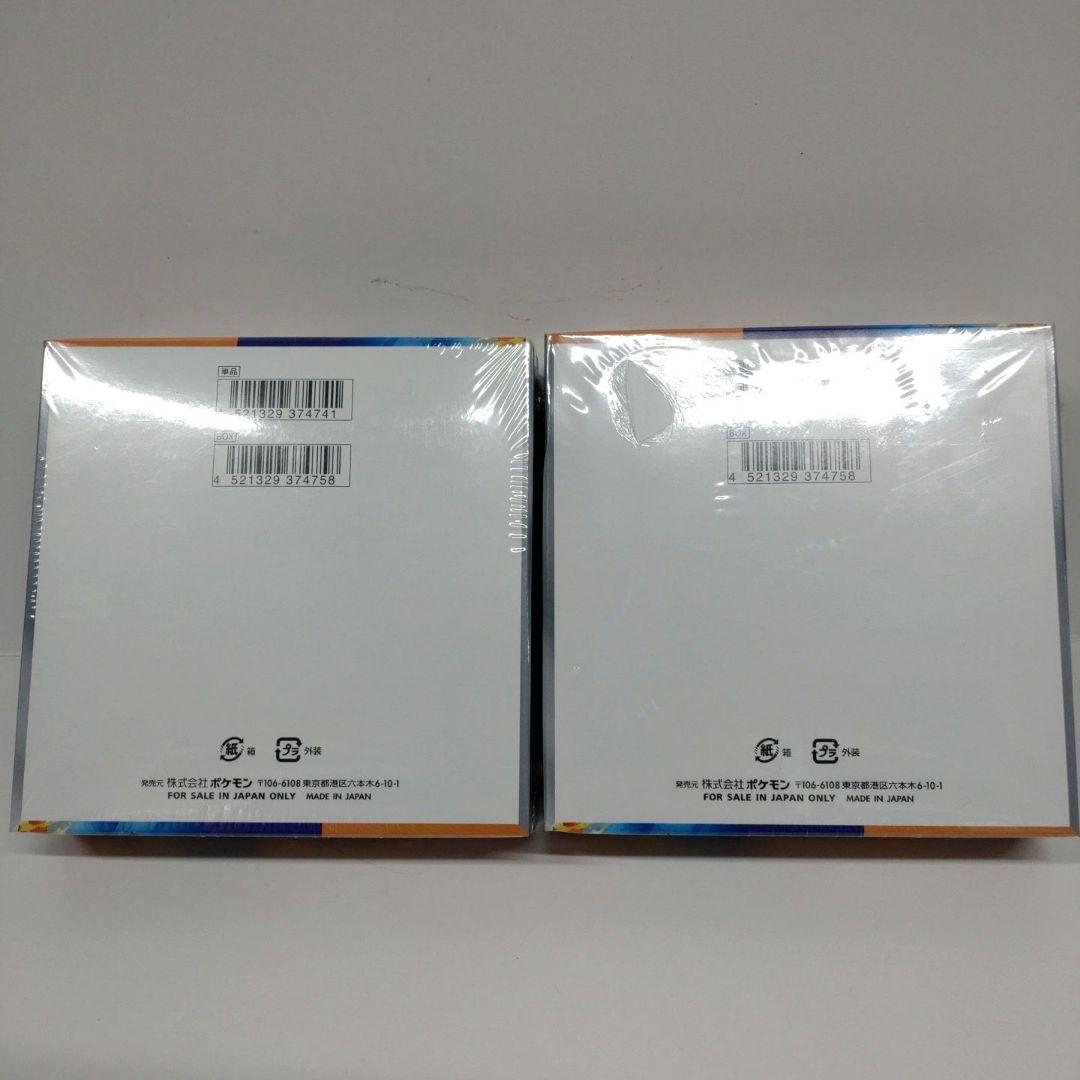 単品
4 521329 374741
BOX
4 521329 374758
紙 箱 プラ 外装
発売元 株式会社ポケモン 〒106-6108 東京都港区六本木6-10-1
FOR SALE IN JAPAN ONLY MADE IN JAPAN
BOX
4 521329 374758
紙 箱 プラ 外装
発売元 株式会社ポケモン 〒106-6108 東京都港区六本木6-10-1
FOR SALE IN JAPAN ONLY MADE IN JAPAN